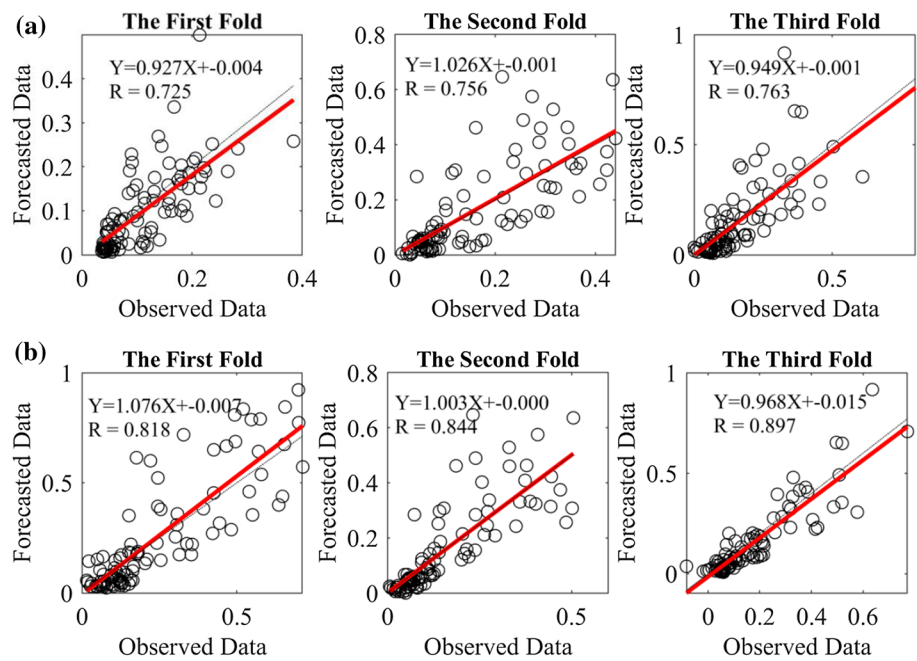 (a)
The First Fold
Y=0.927X+-0.004
R = 0.725
Forecasted Data
0.4
0.3
0.2
0.1
0
0 0.2 0.4
Observed Data
The Second Fold
Y=1.026X+-0.001
R = 0.756
Forecasted Data
0.8
0.6
0.4
0.2
0
0 0.2 0.4
Observed Data
The Third Fold
Y=0.949X+-0.001
R = 0.763
Forecasted Data
1
0.5
0
0 0.5
Observed Data
(b)
The First Fold
Y=1.076X+-0.007
R = 0.818
Forecasted Data
1
0.5
0
0 0.5
Observed Data
The Second Fold
Y=1.003X+-0.000
R = 0.844
Forecasted Data
0.8
0.6
0.4
0.2
0
0 0.5
Observed Data
The Third Fold
Y=0.968X+-0.015
R = 0.897
Forecasted Data
1
0.5
0
0 0.2 0.4 0.6
Observed Data